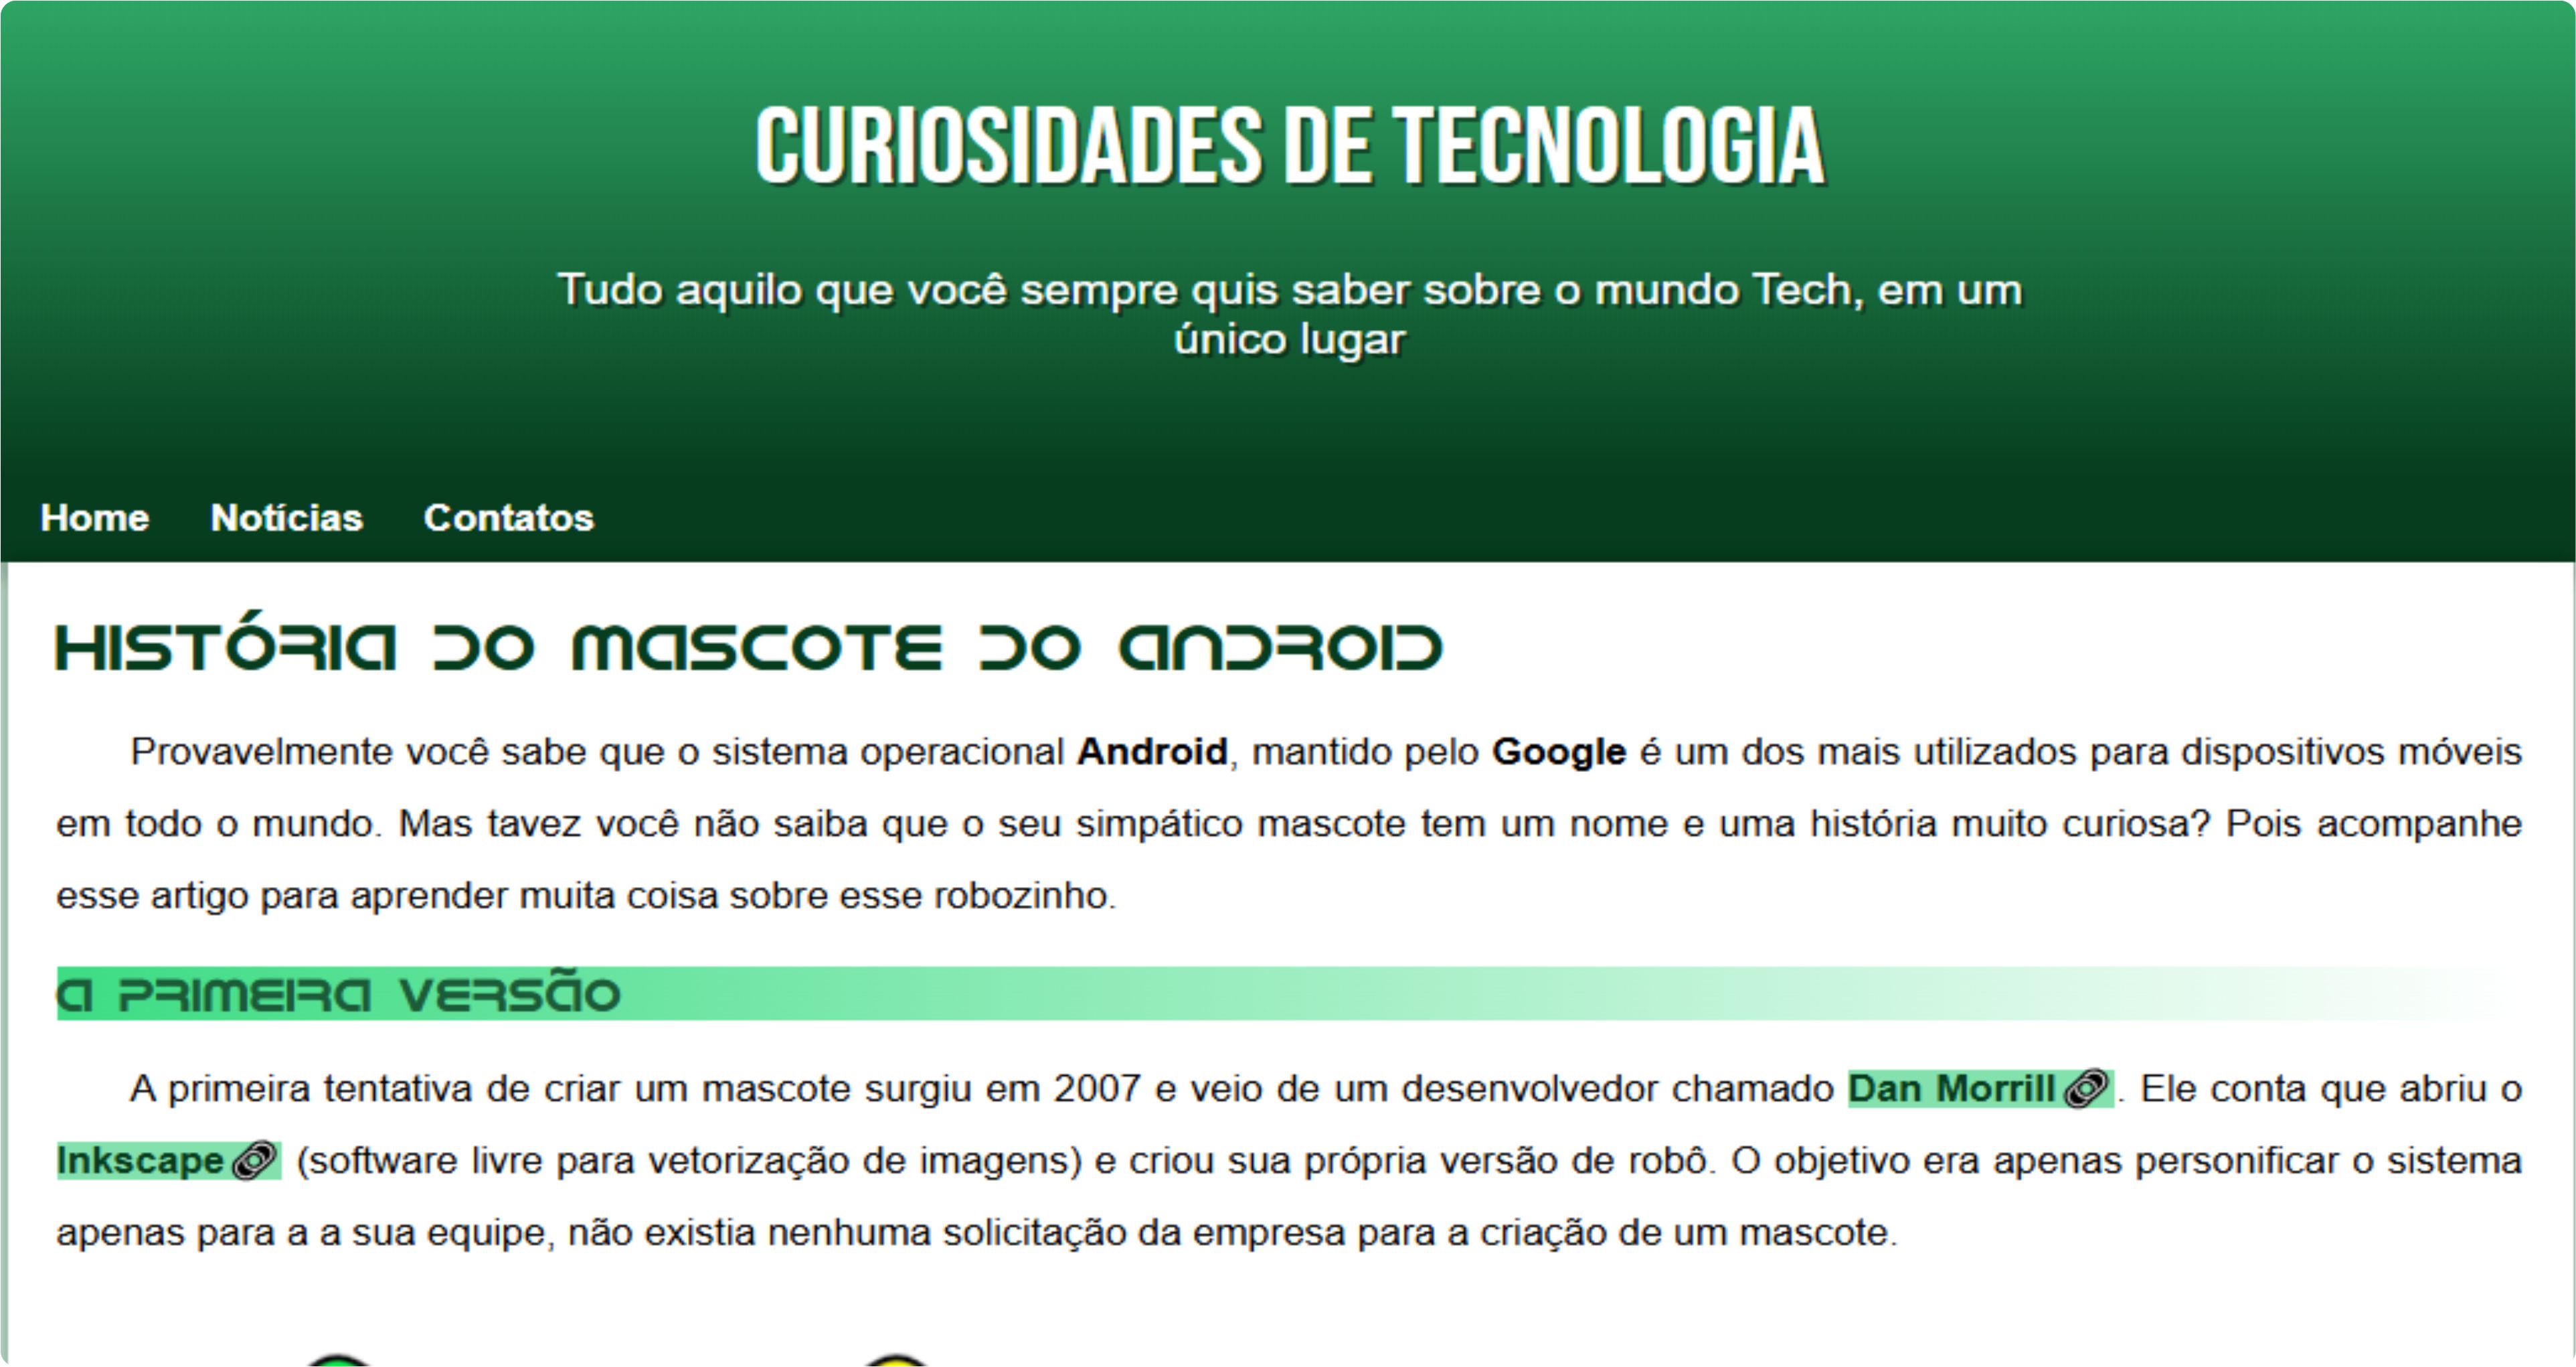 CURIOSIDADES DE TECNOLOGIA
Tudo aquilo que você sempre quis saber sobre o mundo Tech, em um
único lugar
Home Notícias Contatos
HISTÓRIA DO MASCOTE DO ANDROID
Provavelmente você sabe que o sistema operacional Android, mantido pelo Google é um dos mais utilizados para dispositivos móveis
em todo o mundo. Mas tavez você não saiba que o seu simpático mascote tem um nome e uma história muito curiosa? Pois acompanhe
esse artigo para aprender muita coisa sobre esse robozinho.
A PRIMEIRA VERSÃO
A primeira tentativa de criar um mascote surgiu em 2007 e veio de um desenvolvedor chamado Dan Morrill. Ele conta que abriu o
Inkscape (software livre para vetorização de imagens) e criou sua própria versão de robô. O objetivo era apenas personificar o sistema
apenas para a a sua equipe, não existia nenhuma solicitação da empresa para a criação de um mascote.